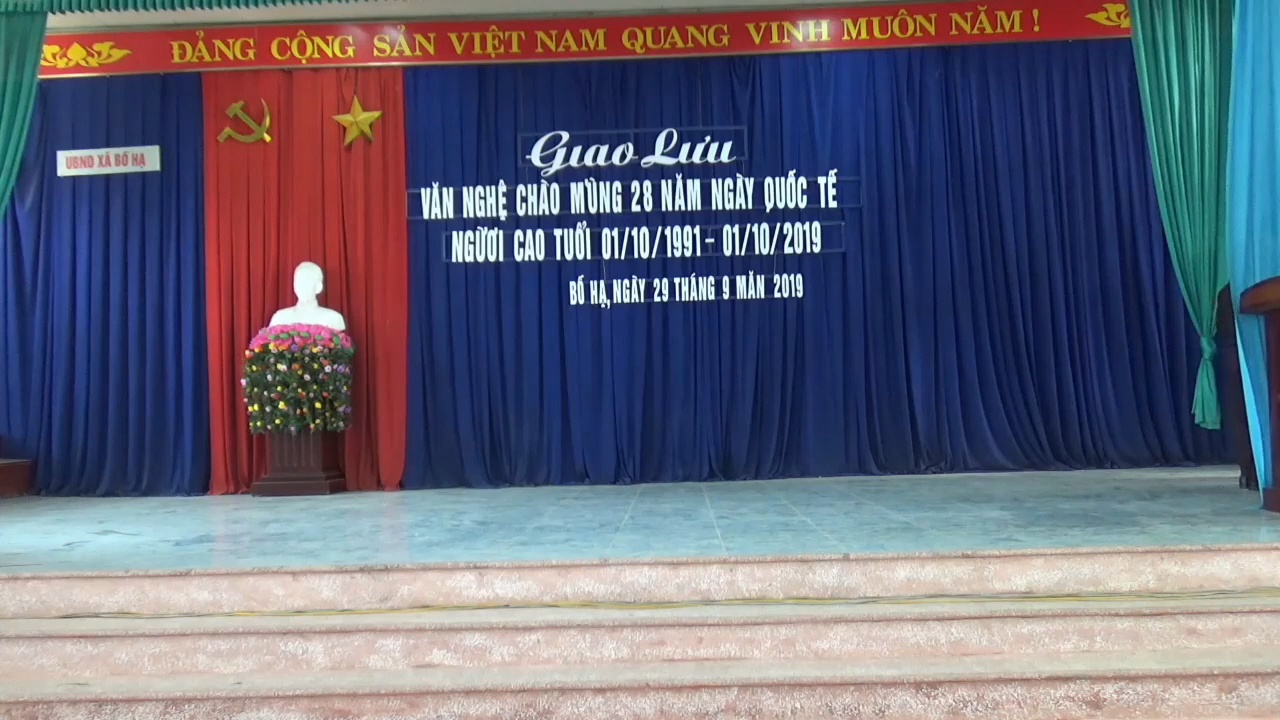 ĐẢNG CỘNG SẢN VIỆT NAM QUANG VINH MUÔN NĂM !
UBND XÃ BỐ HẠ
Giao Lưu
VĂN NGHỆ CHÀO MỪNG 28 NĂM NGÀY QUỐC TẾ
NGƯỜI CAO TUỔI 01/10/1991 - 01/10/2019
BỐ HẠ, NGÀY 29 THÁNG 9 MĂN 2019